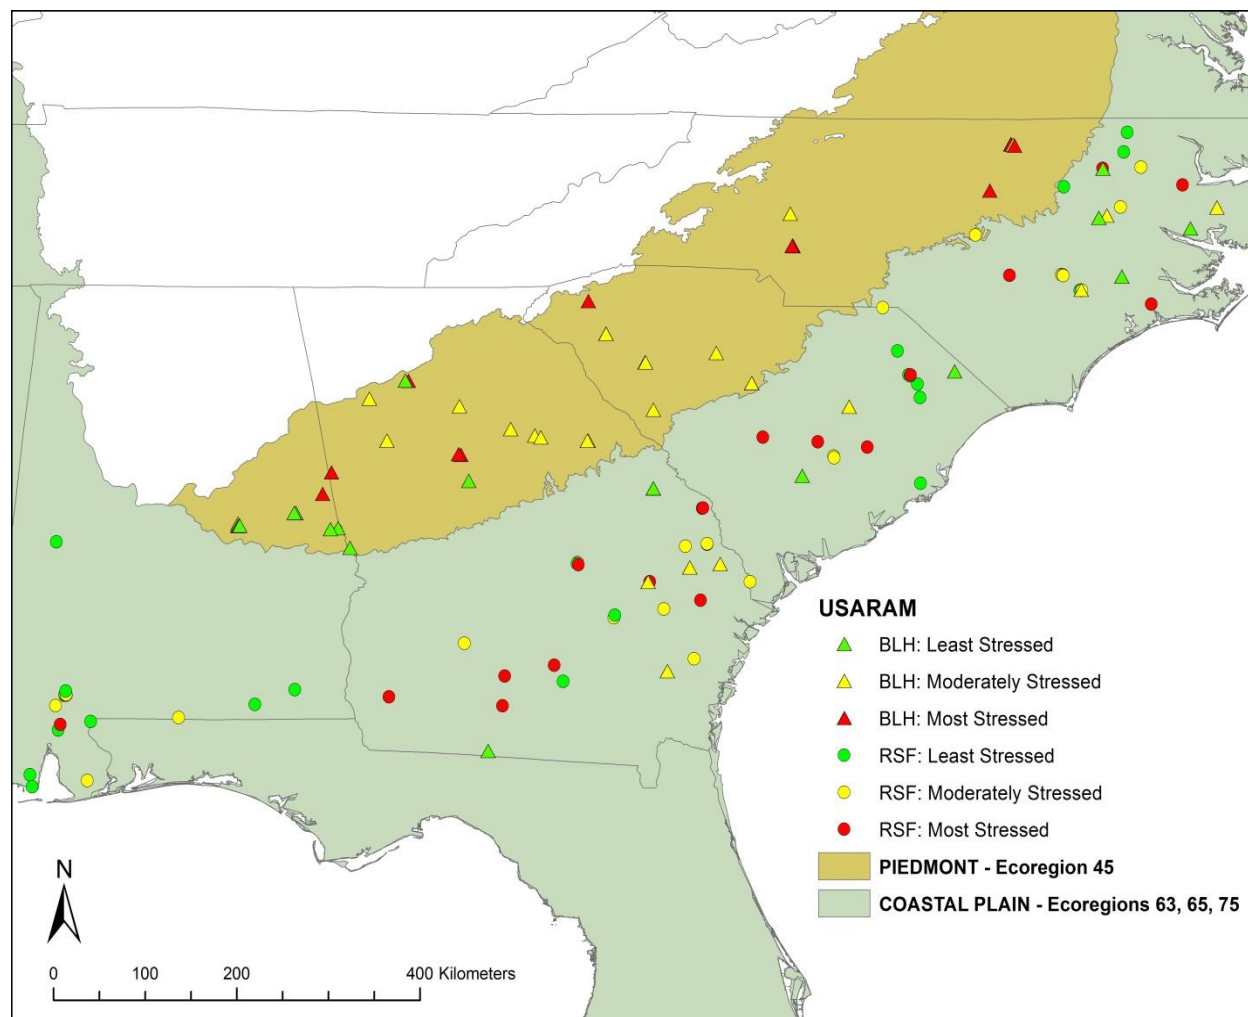 USARAM
BLH: Least Stressed
BLH: Moderately Stressed
BLH: Most Stressed
RSF: Least Stressed
RSF: Moderately Stressed
RSF: Most Stressed
PIEDMONT - Ecoregion 45
COASTAL PLAIN - Ecoregions 63, 65, 75
N
0 100 200 400 Kilometers